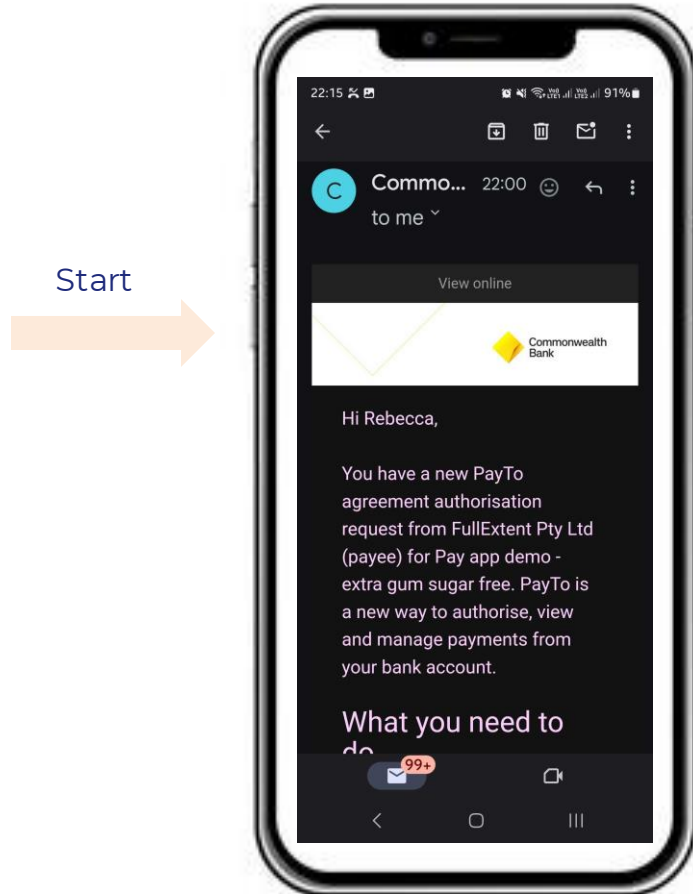 22:15 91%
C Commo... 22:00
to me
Start
View online
Commonwealth
Bank
Hi Rebecca,
You have a new PayTo
agreement authorisation
request from FullExtent Pty Ltd
(payee) for Pay app demo -
extra gum sugar free. PayTo is
a new way to authorise, view
and manage payments from
your bank account.
What you need to
do
99+